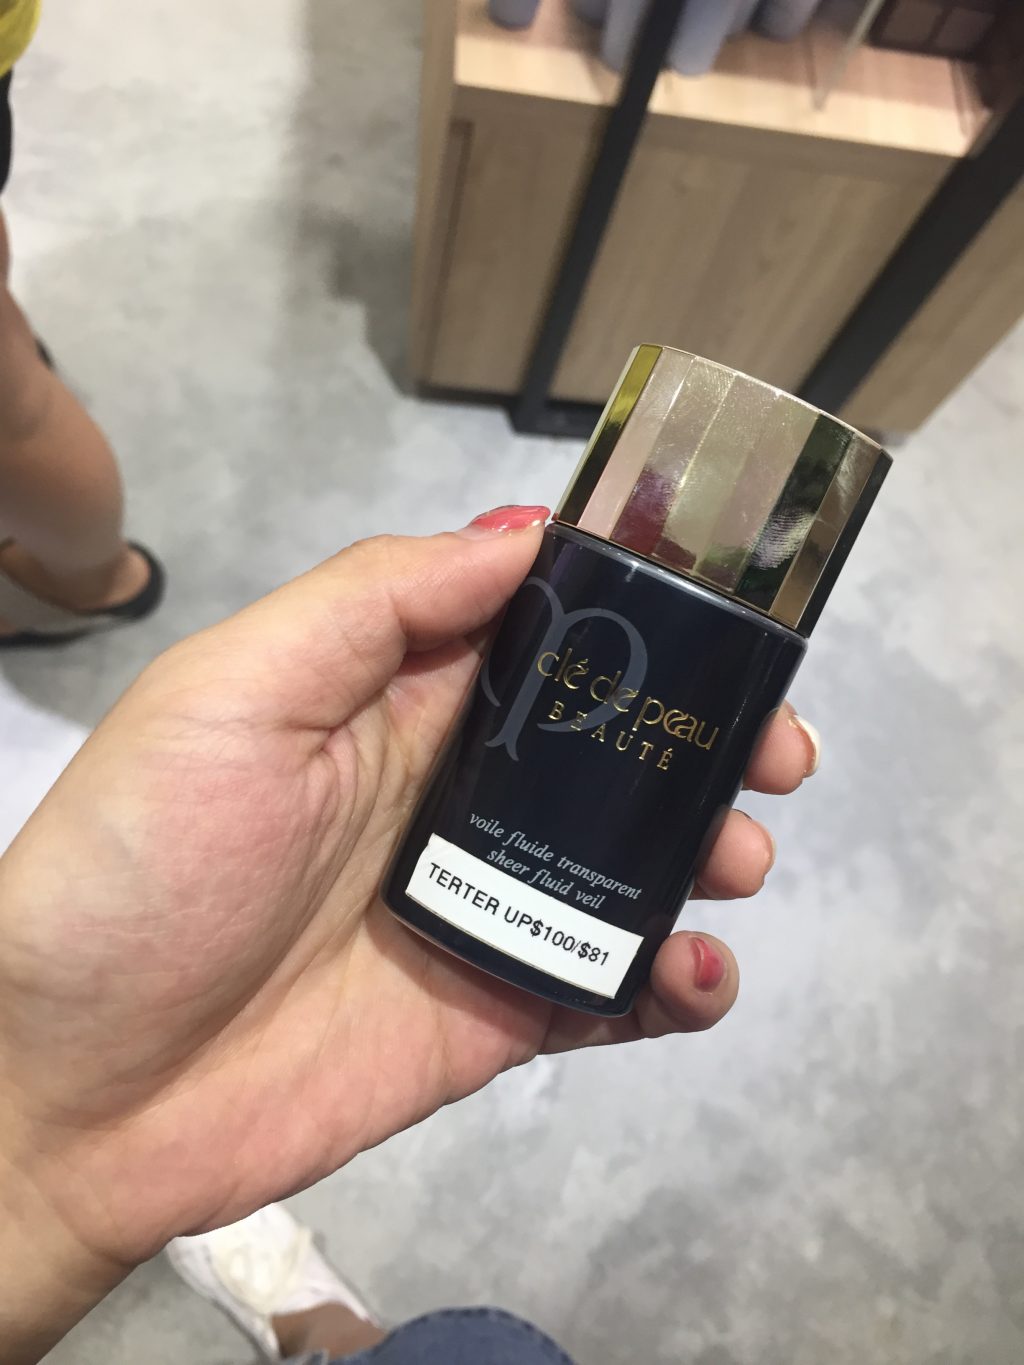 clé de peau
BEAUTÉ
voile fluide transparent
sheer fluid veil
TERTER UP$100/$81